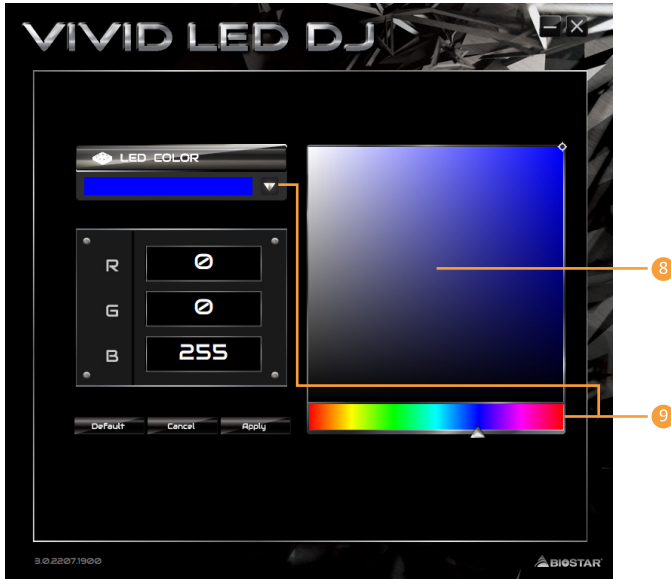 VIVID LED DJ
LED COLOR
R 0
G 0
B 255
Default Cancel Apply
8
9
3.0.2207.1900
BIOSTAR